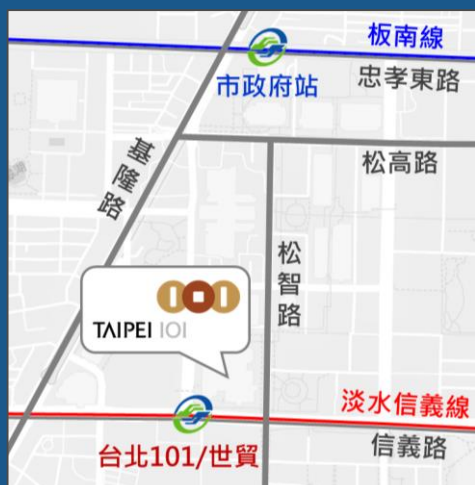 板南線
忠孝東路
市政府站
松高路
基隆路
松智路
TAIPEI 101
淡水信義線
信義路
台北101/世貿